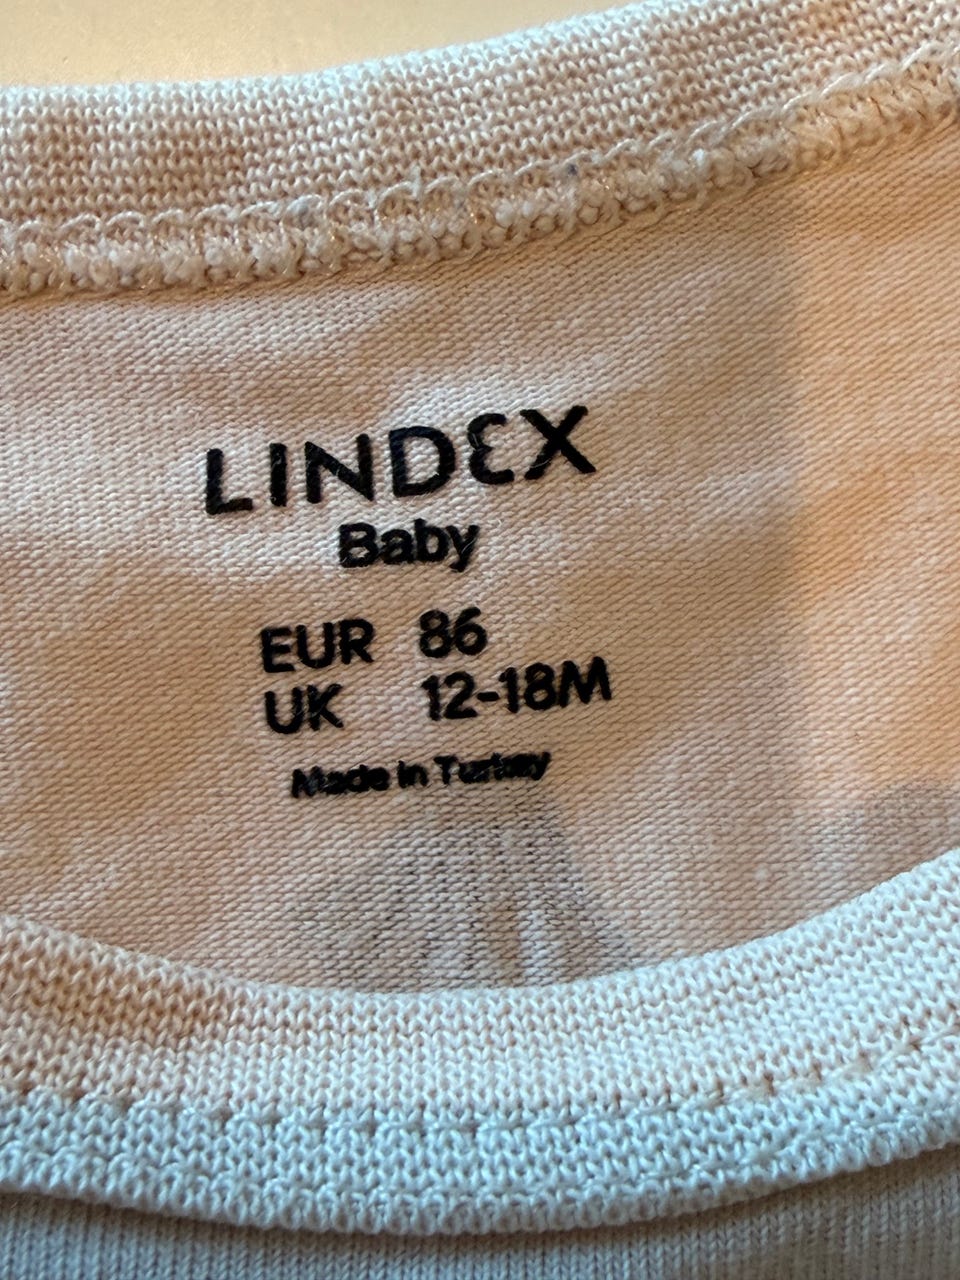 LINDEX
Baby
EUR 86
UK 12-18M
Made in Turkey